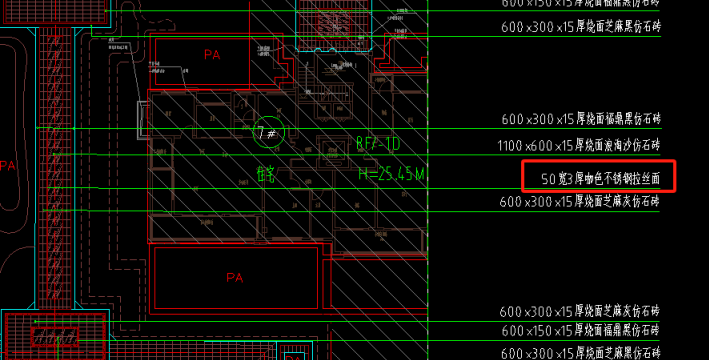 600x150x15厚烧面福鼎黑仿石砖
600x300x15厚烧面芝麻黑仿石砖
PA
600x300x15厚烧面福鼎黑仿石砖
7#
RF/-1D
1100x600x15厚烧面浪淘沙仿石砖
PA
住宅
H=25.45M
50宽3厚咖色不锈钢拉丝面
600x300x15厚烧面芝麻灰仿石砖
PA
600x300x15厚烧面芝麻灰仿石砖
600x150x15厚烧面福鼎黑仿石砖
600x300x15厚烧面芝麻黑仿石砖